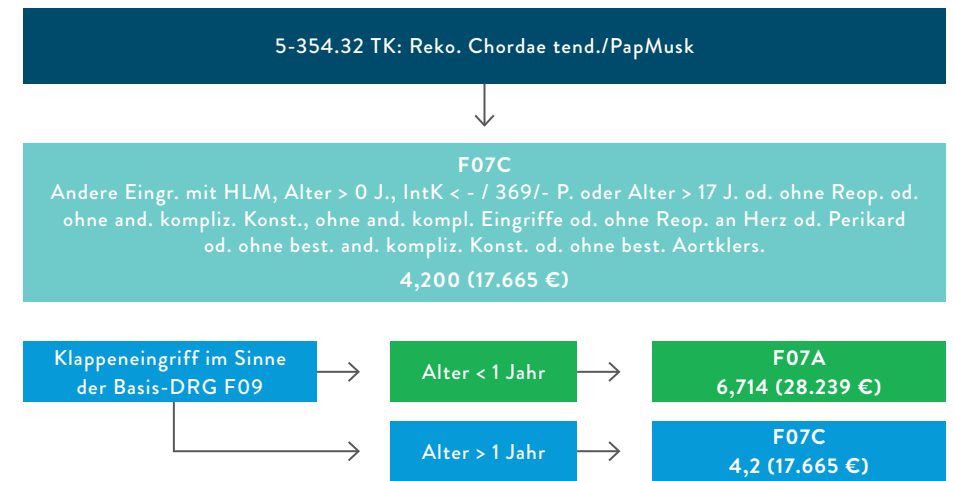 5-354.32 TK: Reko. Chordae tend./PapMusk
F07C
Andere Eingr. mit HLM, Alter > 0 J., IntK < - / 369/- P. oder Alter > 17 J. od. ohne Reop. od.
ohne and. kompliz. Konst., ohne and. kompl. Eingriffe od. ohne Reop. an Herz od. Perikard
od. ohne best. and. kompliz. Konst. od. ohne best. Aortklers.
4,200 (17.665 €)
Klappeneingriff im Sinne
der Basis-DRG F09
Alter < 1 Jahr
F07A
6,714 (28.239 €)
Alter > 1 Jahr
F07C
4,2 (17.665 €)